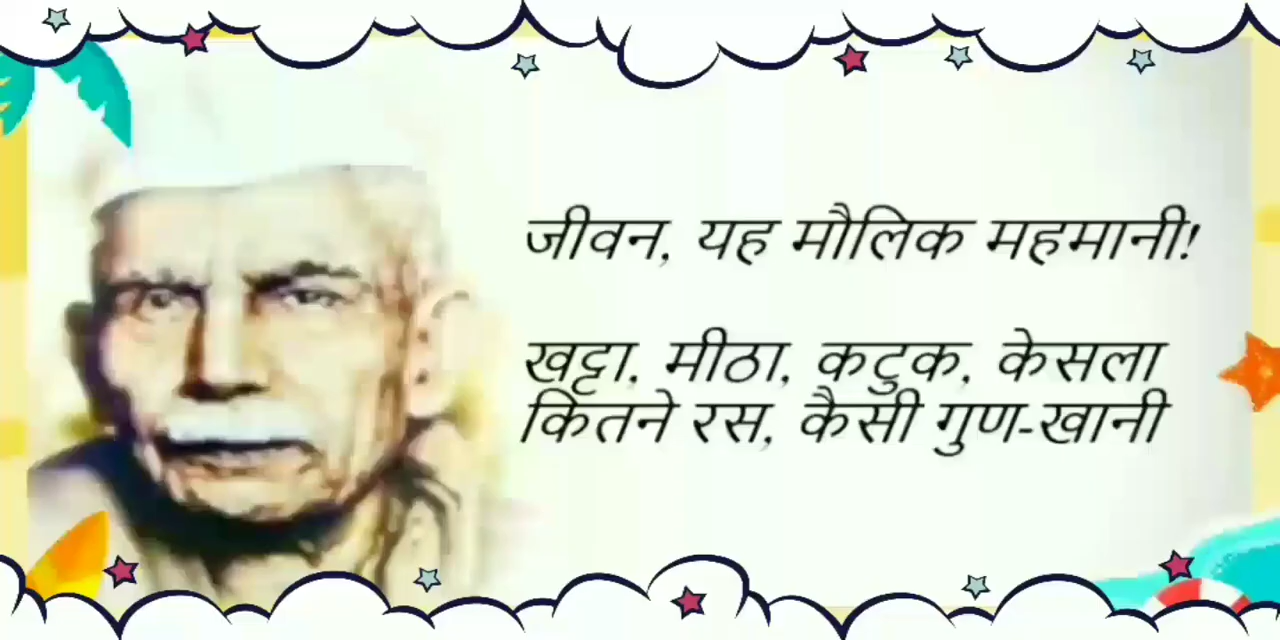 जीवन, यह मौलिक महमानी!
खट्टा, मीठा, कटुक, केसला
कितने रस, कैसी गुण-खानी